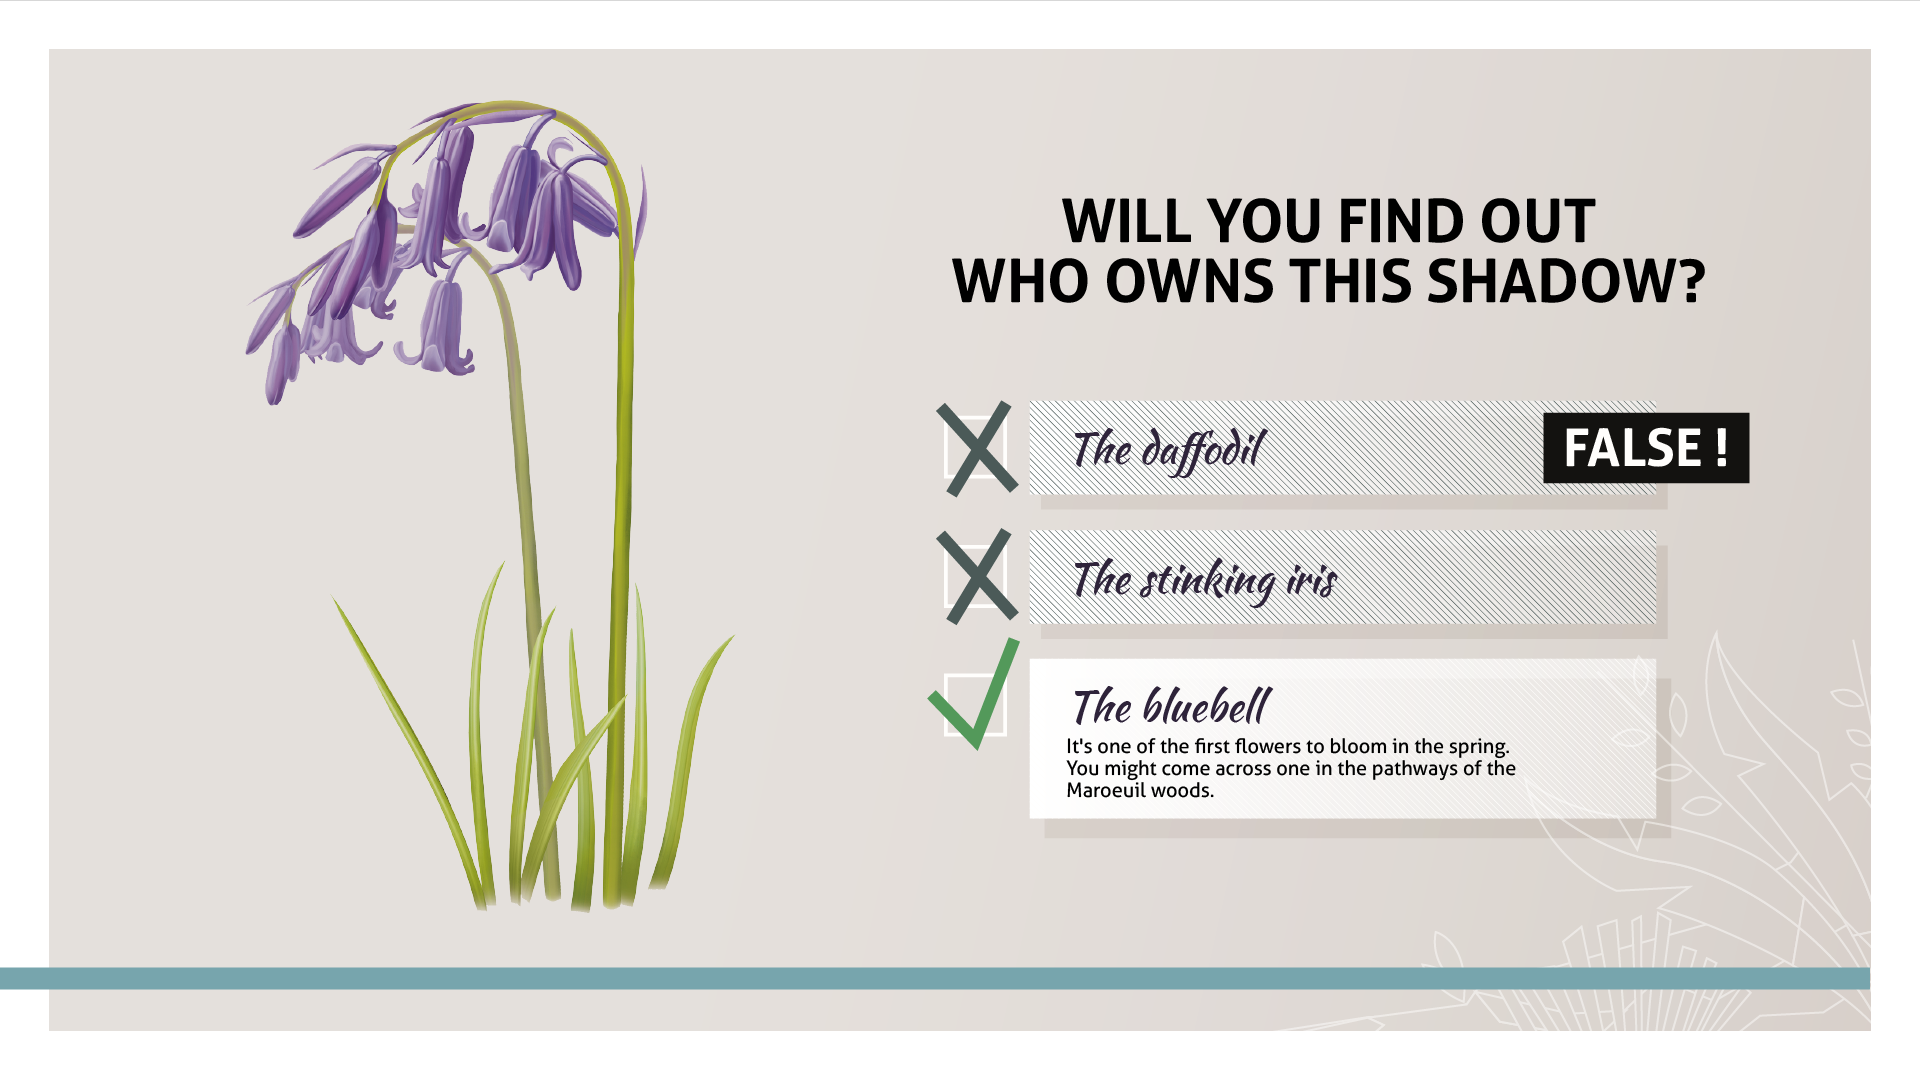 WILL YOU FIND OUT
WHO OWNS THIS SHADOW?
The daffodil
FALSE !
The stinking iris
The bluebell
It's one of the first flowers to bloom in the spring.
You might come across one in the pathways of the
Maroeuil woods.